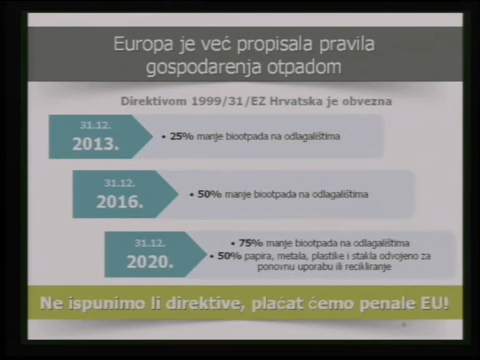 Europa je već propisala pravila
gospodarenja otpadom
Direktivom 1999/31/EZ Hrvatska je obvezna
31.12.
2013.
• 25% manje biootpada na odlagalištima
31.12.
2016.
• 50% manje biootpada na odlagalištima
31.12.
2020.
• 75% manje biootpada na odlagalištima
• 50% papira, metala, plastike i stakla odvojeno za
ponovnu uporabu ili recikliranje
Ne ispunimo li direktive, plaćat ćemo penale EU!